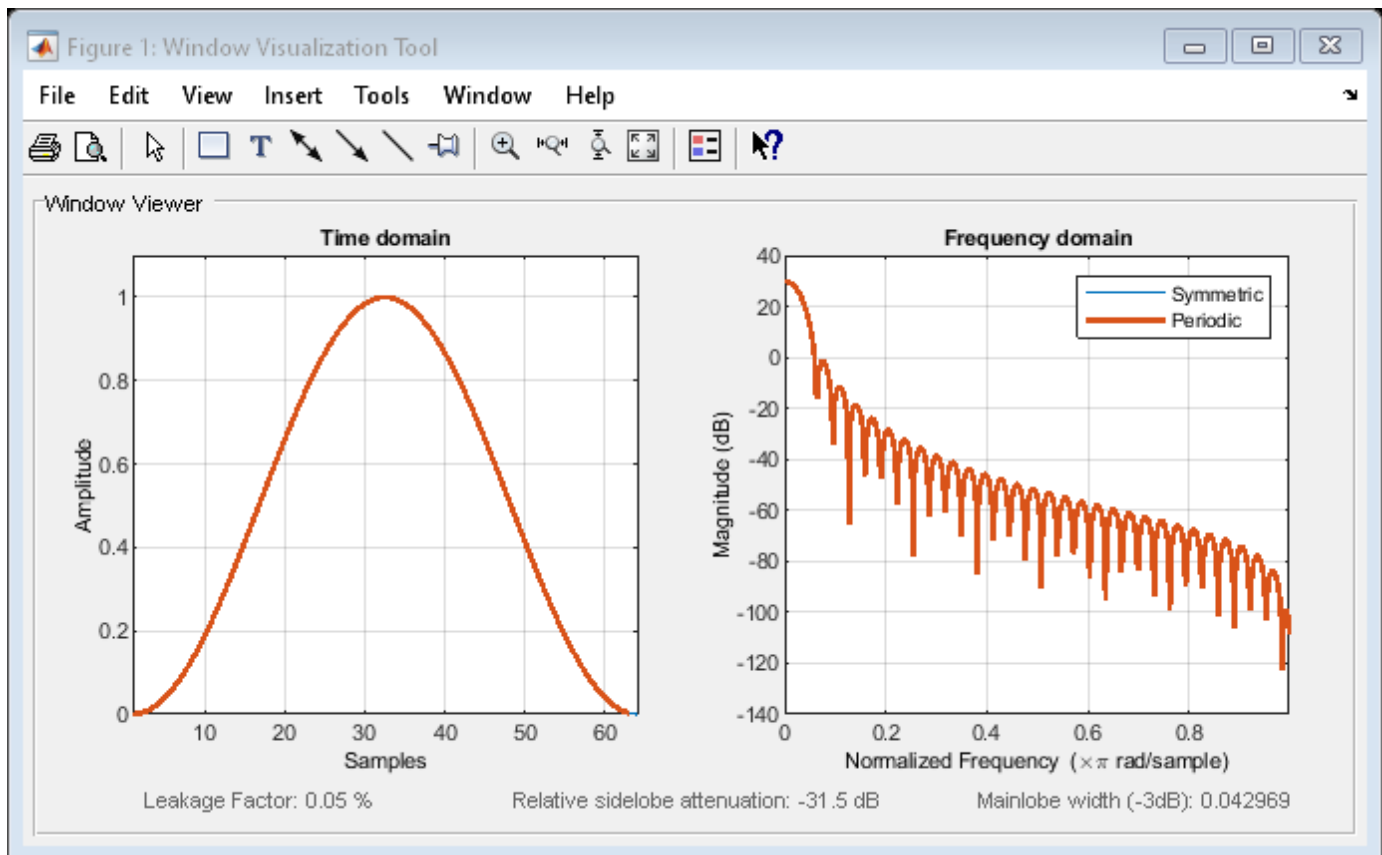 Figure 1: Window Visualization Tool
File Edit View Insert Tools Window Help
T
Window Viewer
Time domain
1
0.8
0.6
0.4
0.2
0
Amplitude
10 20 30 40 50 60
Samples
Frequency domain
40
20
0
-20
-40
-60
-80
-100
-120
-140
Magnitude (dB)
Symmetric
Periodic
0 0.2 0.4 0.6 0.8
Normalized Frequency (×π rad/sample)
Leakage Factor: 0.05 % Relative sidelobe attenuation: -31.5 dB Mainlobe width (-3dB): 0.042969